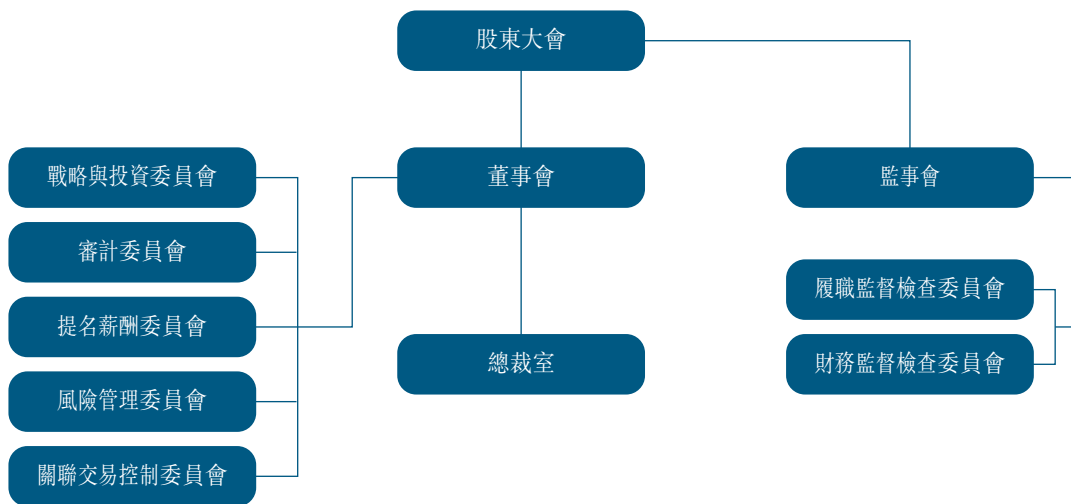 股東大會
戰略與投資委員會
董事會
監事會
審計委員會
履職監督檢查委員會
提名薪酬委員會
總裁室
財務監督檢查委員會
風險管理委員會
關聯交易控制委員會